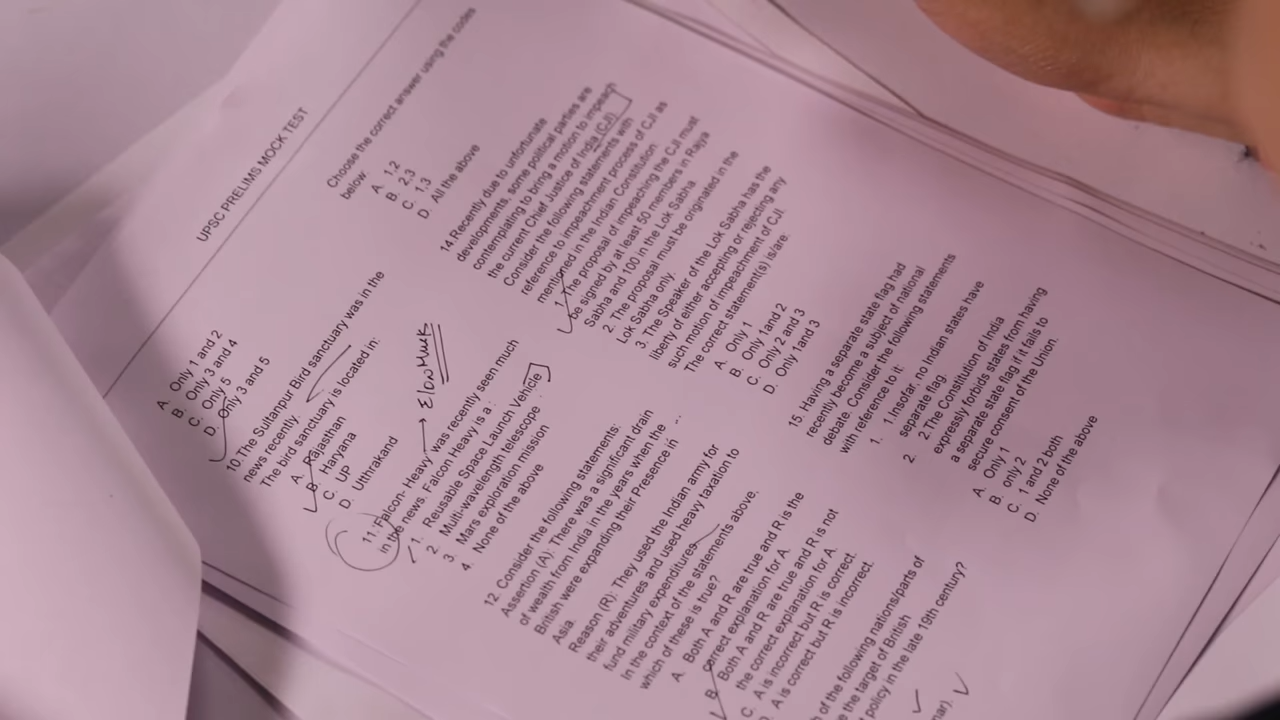 UPSC PRELIMS MOCK TEST
A. Only 1 and 2
B. Only 3 and 4
C. Only 5
D. Only 3 and 5
10.The Sultanpur Bird sanctuary was in the
news recently.
The bird sanctuary is located in:
A. Rajasthan
B. Haryana
C. UP
D. Utthrakand
→ Elon Musk
11. Falcon- Heavy was recently seen much
in the news. Falcon Heavy is a :
1. Reusable Space Launch Vehicle
2. Multi-wavelength telescope
3. Mars exploration mission
4. None of the above
12. Consider the following statements:
Assertion (A): There was a significant drain
of wealth from India in the years when the
British were expanding their Presence in
Asia.
Reason (R): They used the Indian army for
their adventures and used heavy taxation to
fund military expenditures
In the context of the statements above.
which of these is true?
A. Both A and R are true and R is the
correct explanation for A.
B. Both A and R are true and R is not
the correct explanation for A.
C. A is incorrect but R is correct.
D. A is correct but R is incorrect.
of the following nations/parts of
the target of British
policy in the late 19th century?
Choose the correct answer using the codes
below.
A. 1,2
B. 2,3
C. 1,3
D. All the above
14.Recently due to unfortunate
developments, some political parties are
contemplating to bring a motion to impeach
the current Chief Justice of India (CJI)
Consider the following statements with
reference to impeachment process of CJI as
mentioned in the Indian Constitution:
1. The proposal of impeaching the CJI must
be signed by at least 50 members in Rajya
Sabha and 100 in the Lok Sabha.
2. The proposal must be originated in the
Lok Sabha only.
3. The Speaker of the Lok Sabha has the
liberty of either accepting or rejecting any
such motion of impeachment of CJI.
The correct statement(s) is/are:
A. Only 1
B. Only 1and 2
C. Only 2 and 3
D. Only 1and 3
15. Having a separate state flag had
recently become a subject of national
debate. Consider the following statements
with reference to it:
1. 1 Insofar, no Indian states have
separate flag.
2. 2 The Constitution of India
expressly forbids states from having
a separate state flag if it fails to
secure consent of the Union.
A. Only 1
B. only 2
C. 1 and 2 both
D. None of the above